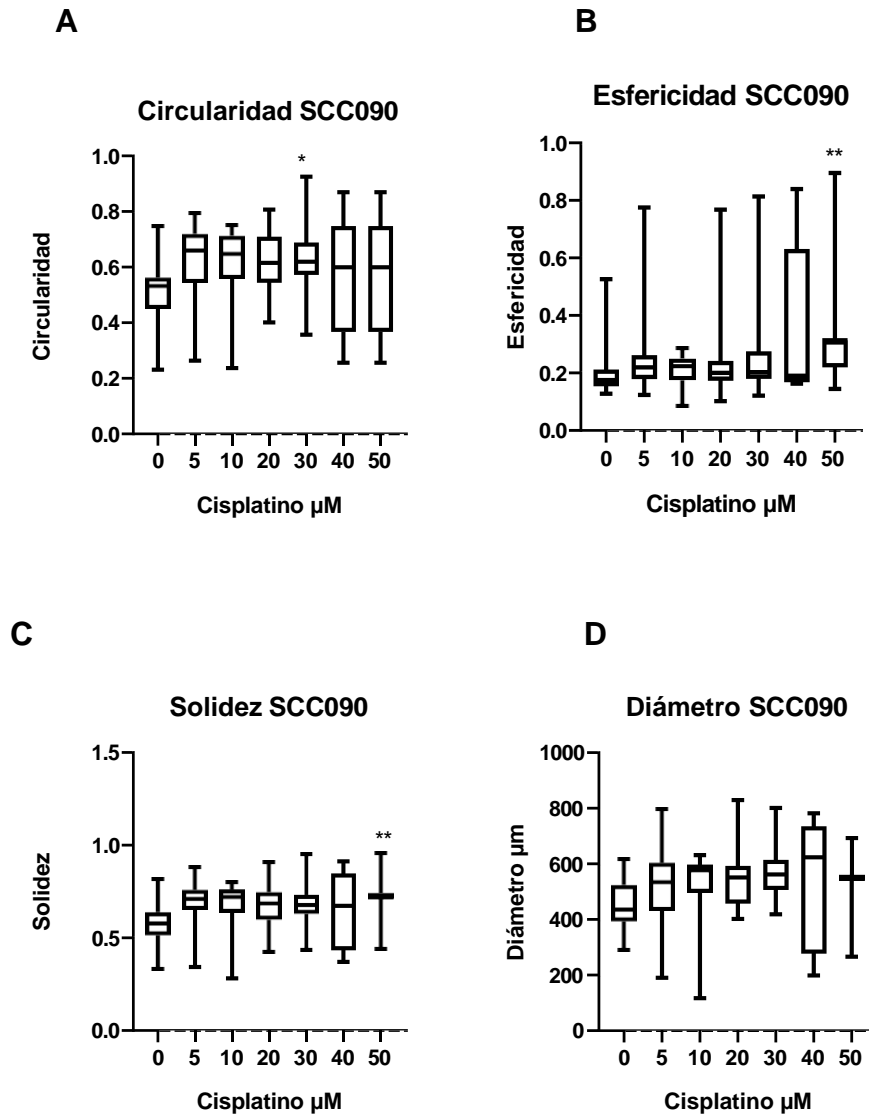 A
Circularidad SCC090
Circularidad
1.0
0.8
0.6
0.4
0.2
0.0
*
0 5 10 20 30 40 50
Cisplatino µM
B
Esfericidad SCC090
Esfericidad
1.0
0.8
0.6
0.4
0.2
0.0
**
0 5 10 20 30 40 50
Cisplatino µM
C
Solidez SCC090
Solidez
1.5
1.0
0.5
0.0
**
0 5 10 20 30 40 50
Cisplatino µM
D
Diámetro SCC090
Diámetro µm
1000
800
600
400
200
0
0 5 10 20 30 40 50
Cisplatino µM